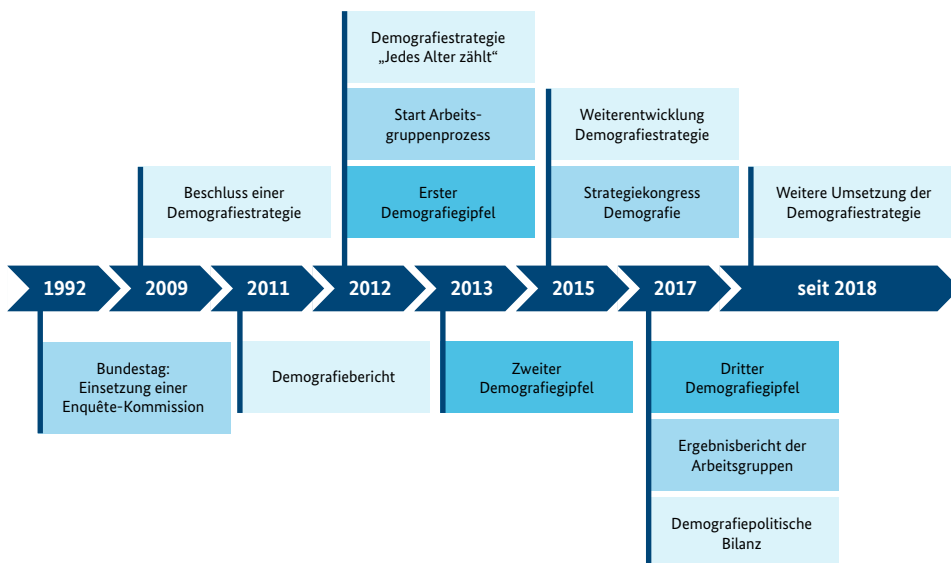 Demografiestrategie
„Jedes Alter zählt“
Start Arbeits-
gruppenprozess
Weiterentwicklung
Demografiestrategie
Beschluss einer
Demografiestrategie
Erster
Demografiegipfel
Strategiekongress
Demografie
Weitere Umsetzung der
Demografiestrategie
1992
2009
2011
2012
2013
2015
2017
seit 2018
Bundestag:
Einsetzung einer
Enquête-Kommission
Demografiebericht
Zweiter
Demografiegipfel
Dritter
Demografiegipfel
Ergebnisbericht der
Arbeitsgruppen
Demografiepolitische
Bilanz